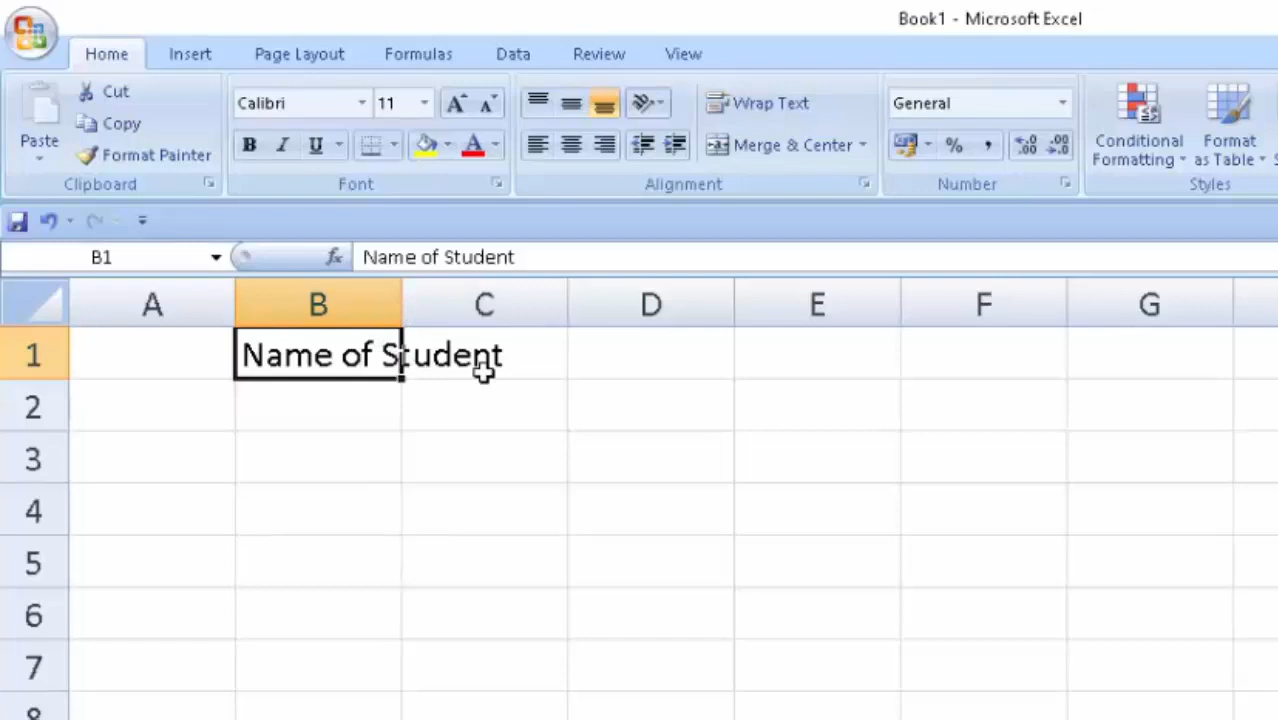 Book1 - Microsoft Excel
Home Insert Page Layout Formulas Data Review View
Paste
Cut
Copy
Format Painter
Clipboard
Calibri 11 A A
B I U A
Font
Wrap Text
Merge & Center
Alignment
General
% , .00 .00
Number
Conditional Formatting
Format as Table
Styles
B1 fx Name of Student
A B C D E F G
1 Name of Student
2
3
4
5
6
7
8